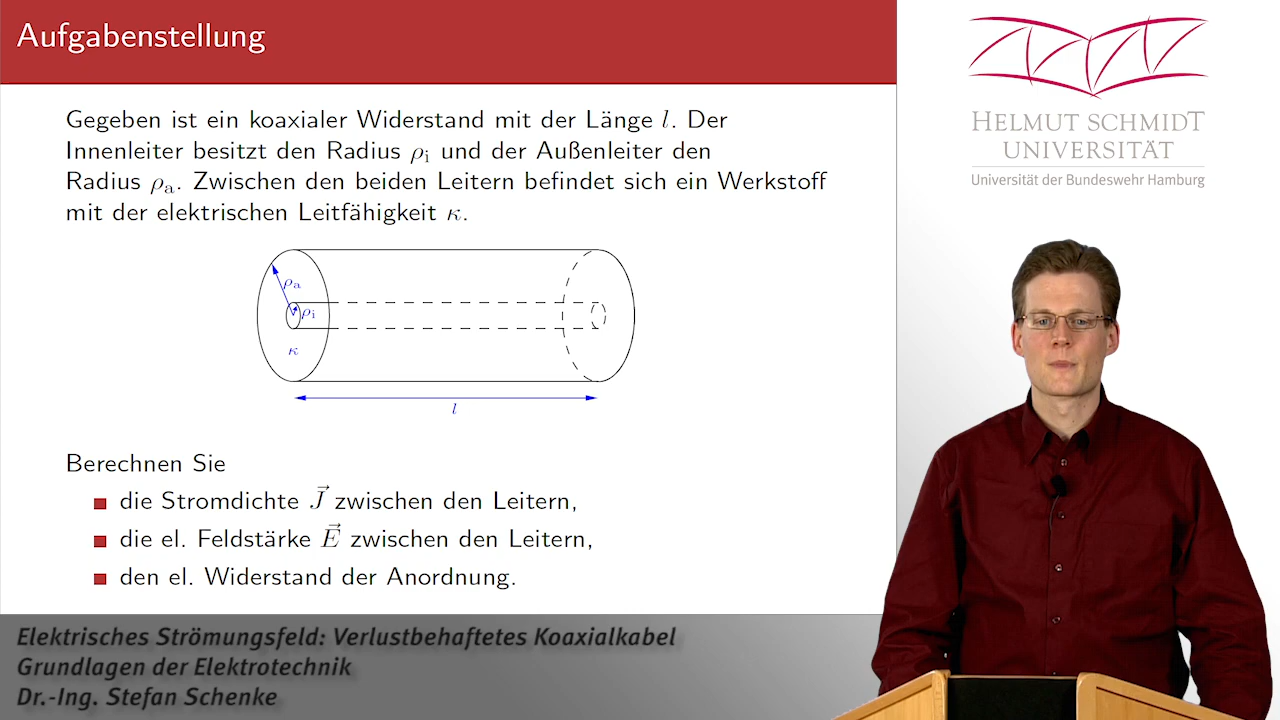 Aufgabenstellung
Gegeben ist ein koaxialer Widerstand mit der Länge l. Der
Innenleiter besitzt den Radius ρi und der Außenleiter den
Radius ρa. Zwischen den beiden Leitern befindet sich ein Werkstoff
mit der elektrischen Leitfähigkeit κ.
ρa
ρi
κ
l
Berechnen Sie
die Stromdichte J⃗ zwischen den Leitern,
die el. Feldstärke E⃗ zwischen den Leitern,
den el. Widerstand der Anordnung.
HELMUT SCHMIDT
UNIVERSITÄT
Universität der Bundeswehr Hamburg
Elektrisches Strömungsfeld: Verlustbehaftetes Koaxialkabel
Grundlagen der Elektrotechnik
Dr.-Ing. Stefan Schenke